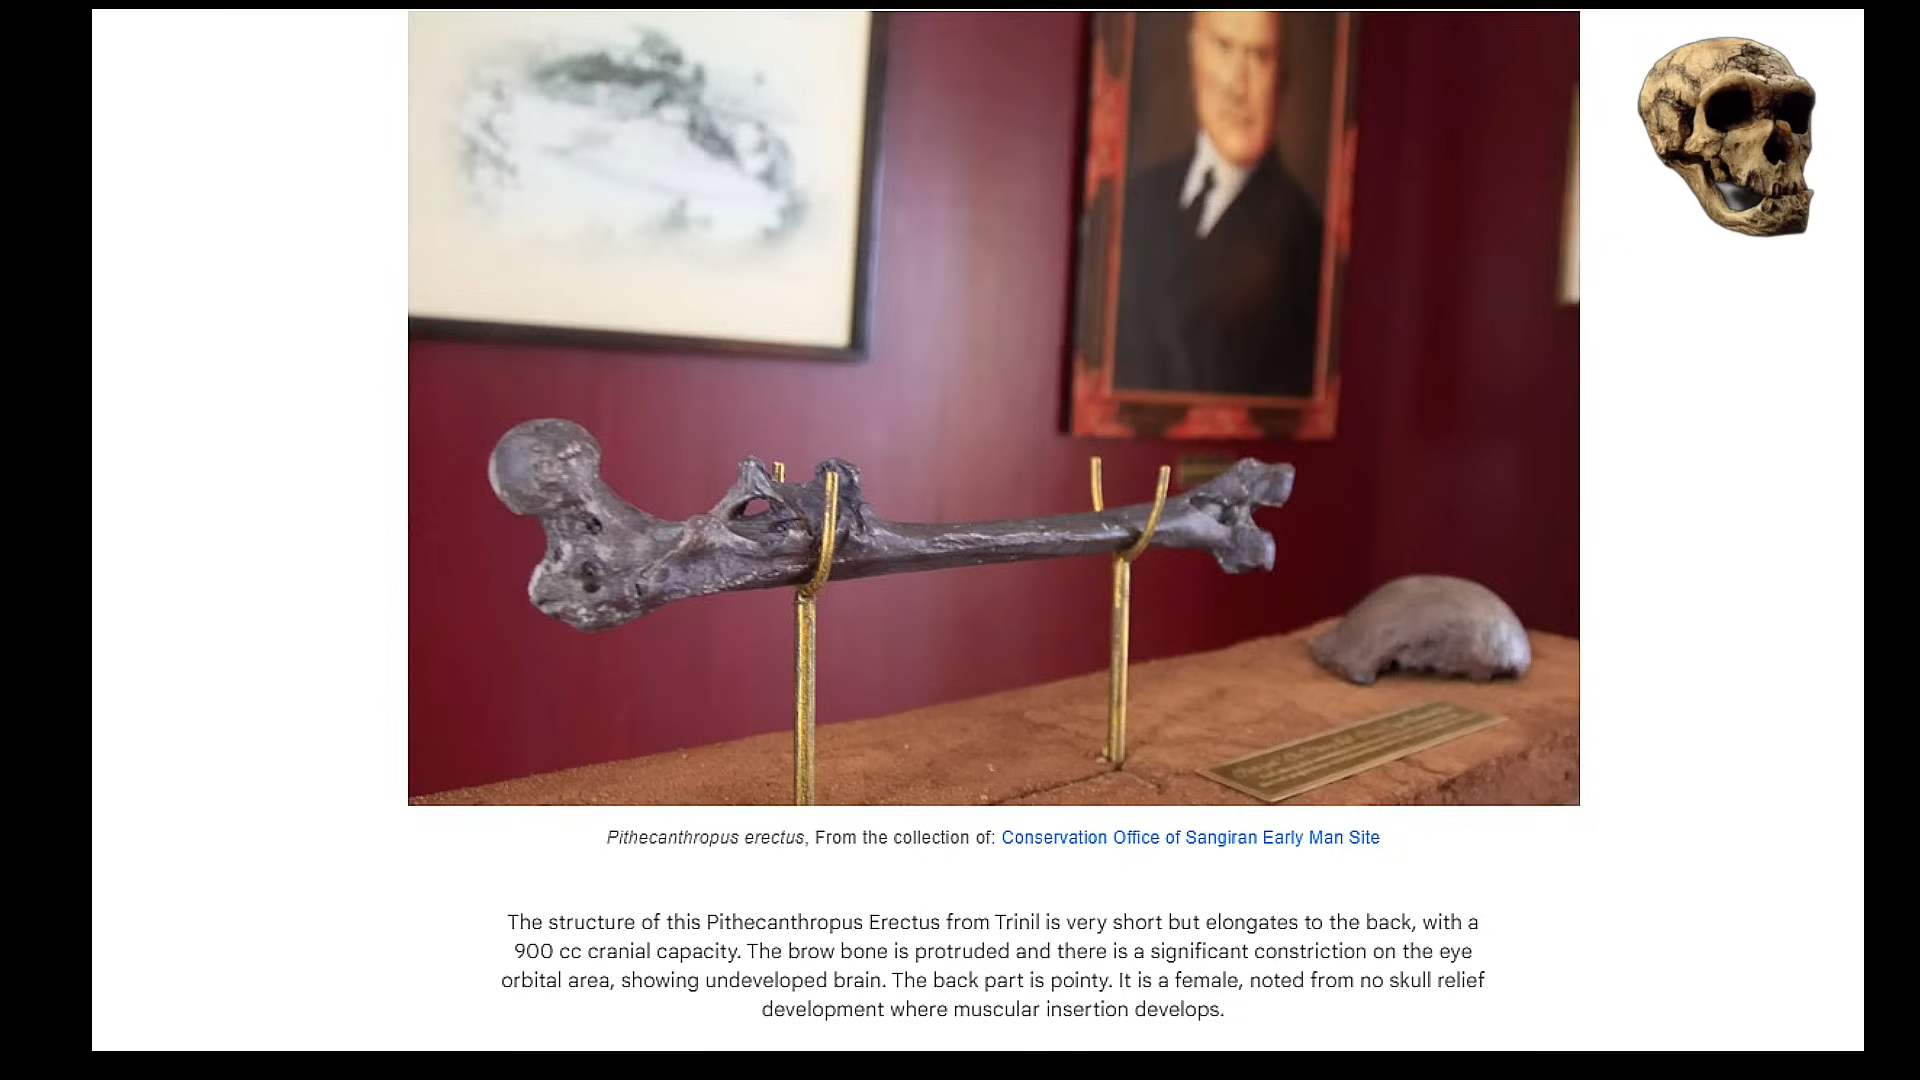 Pithecanthropus erectus, From the collection of: Conservation Office of Sangiran Early Man Site
The structure of this Pithecanthropus Erectus from Trinil is very short but elongates to the back, with a
900 cc cranial capacity. The brow bone is protruded and there is a significant constriction on the eye
orbital area, showing undeveloped brain. The back part is pointy. It is a female, noted from no skull relief
development where muscular insertion develops.